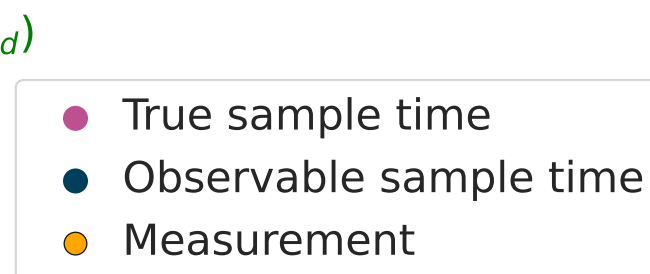 d)
True sample time
Observable sample time
Measurement